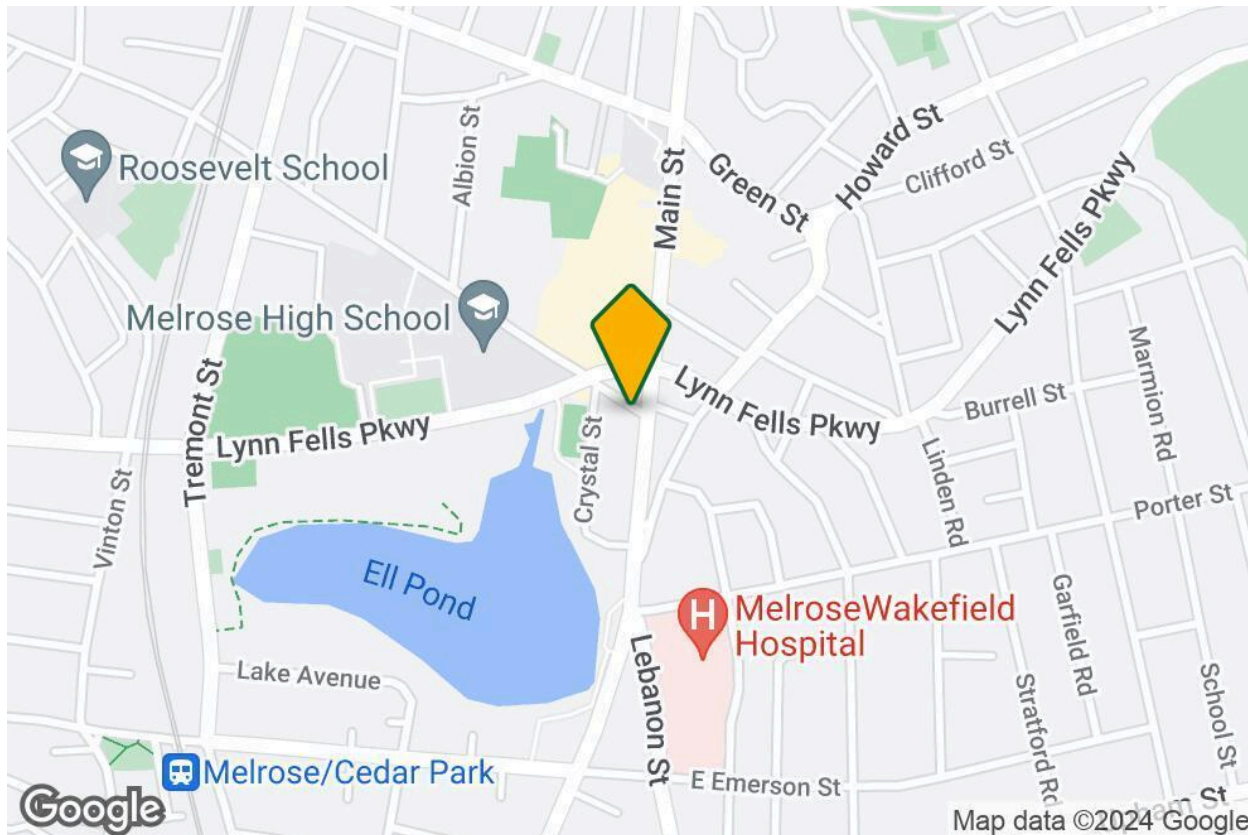 Roosevelt School
Albion St
Main St
Green St
Howard St
Clifford St
Lynn Fells Pkwy
Melrose High School
Tremont St
Lynn Fells Pkwy
Crystal St
Lynn Fells Pkwy
Burrell St
Marmion Rd
Linden Rd
Porter St
Vinton St
Ell Pond
H
MelroseWakefield
Hospital
Garfield Rd
Lake Avenue
Lebanon St
Stratford Rd
School St
Melrose/Cedar Park
E Emerson St
Google
Map data ©2024 Google